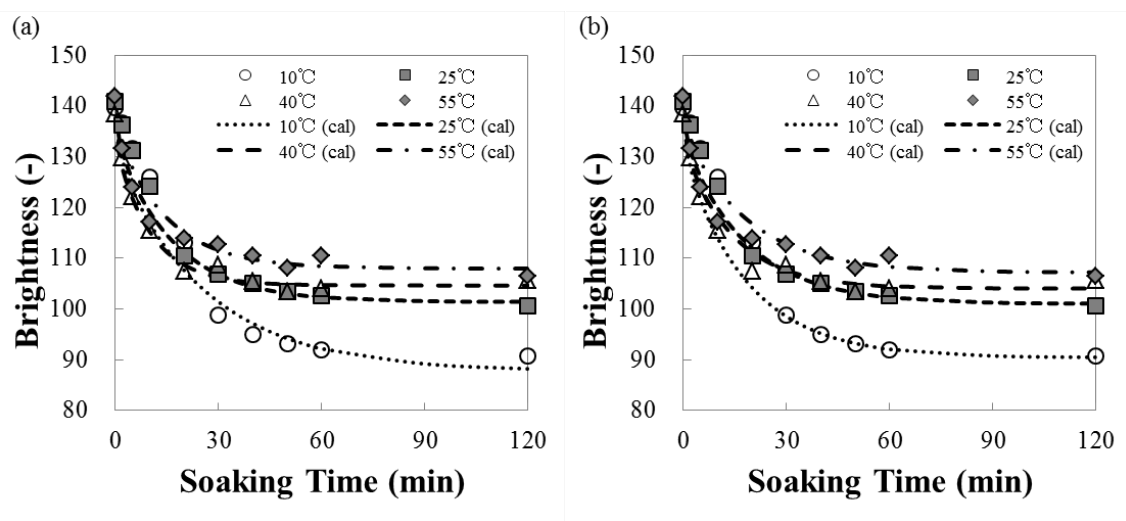 (a)
150
140
130
120
110
100
90
80
Brightness (-)
10℃
25℃
40℃
55℃
10℃ (cal)
25℃ (cal)
40℃ (cal)
55℃ (cal)
0
30
60
90
120
Soaking Time (min)
(b)
150
140
130
120
110
100
90
80
Brightness (-)
10℃
25℃
40℃
55℃
10℃ (cal)
25℃ (cal)
40℃ (cal)
55℃ (cal)
0
30
60
90
120
Soaking Time (min)